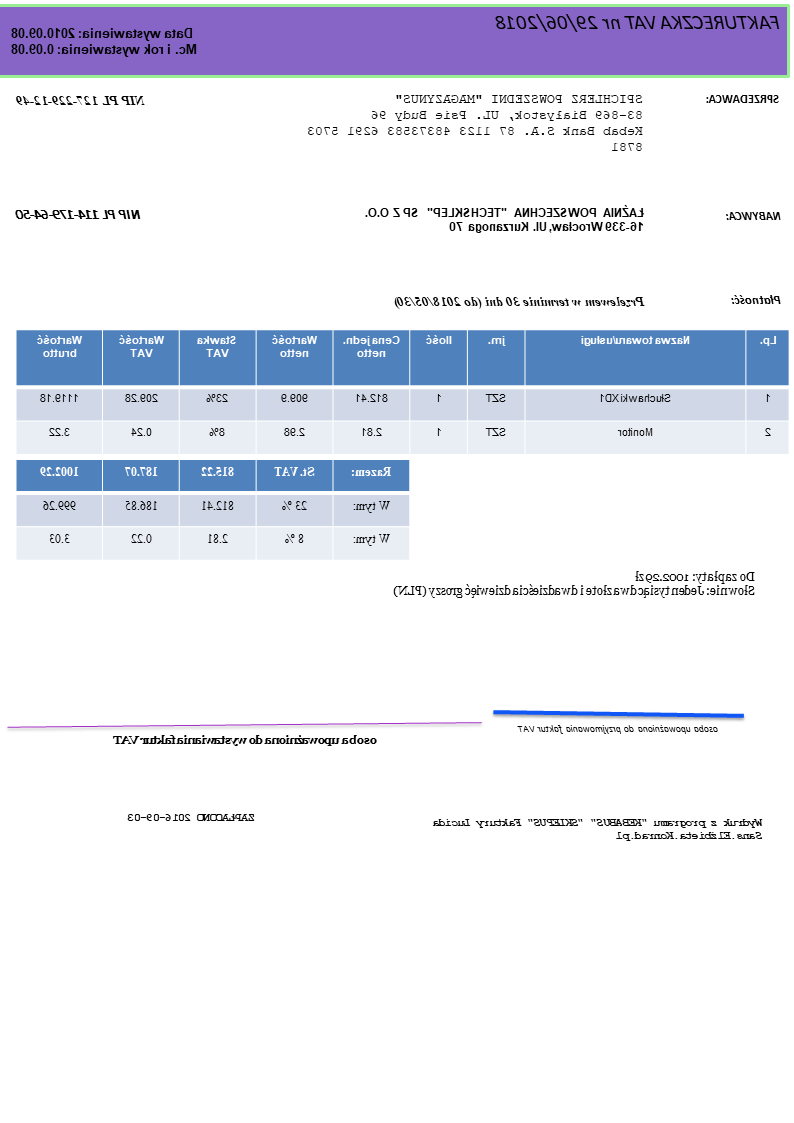 FAKTURECZKA VAT nr 29/06/2018
Data wystawienia: 2010.09.08
Mc. i rok wystawienia: 0.09.08
SPRZEDAWCA:
SPICHLERZ POWSZEDNI "MAGAZYNUS"
83-869 Białystok, UL. Psie Budy 96
Kebab Bank S.A. 87 1123 48373583 6291 5703
8781
NIP PL 127-229-12-49
NABYWCA:
ŁAŹNIA POWSZECHNA "TECHSKLEP" SP Z O.O.
16-339 Wrocław, Ul. Kurzanoga 70
NIP PL 114-179-64-50
Płatność:
Przelewem w terminie 30 dni (do 2018/05/30)
Lp. Nazwa towaru/usługi jm. Ilość Cena jedn. netto Wartość netto Stawka VAT Wartość VAT Wartość brutto
1 Słuchawki XD1 SZT 1 812.41 909.9 23% 209.28 1119.18
2 Monitor SZT 1 2.81 2.98 8% 0.24 3.22
Razem: St. VAT 815.22 187.07 1002.29
W tym: 23 % 812.41 186.85 999.26
W tym: 8 % 2.81 0.22 3.03
Do zapłaty: 1002.29 zł
Słownie: Jeden tysiąc dwa złote i dwadzieścia dziewięć groszy (PLN)
osoba upoważniona do przyjmowania faktur VAT
osoba upoważniona do wystawiania faktur VAT
Wydruk z programu "KEBABUS" "SKLEPUS" Faktury Lucida
Sans.Elżbieta.Konrad.pl
ZAPŁACONO 2016-09-03